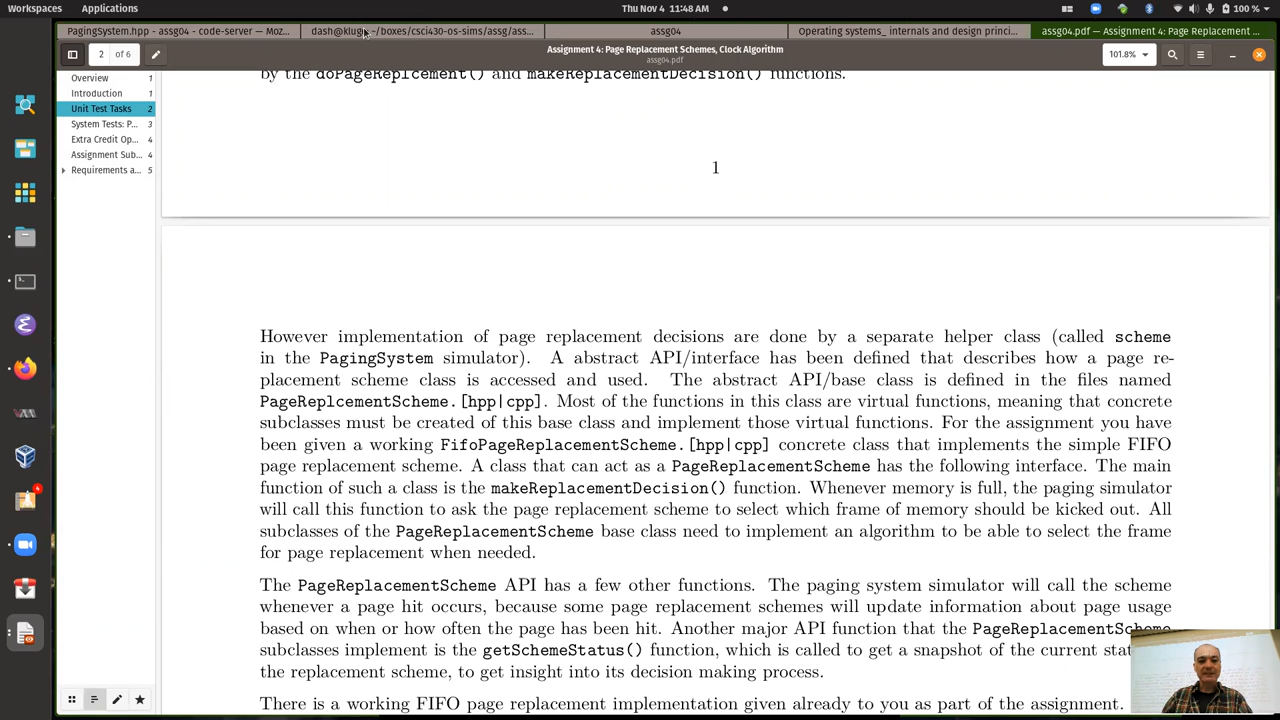 Workspaces Applications Thu Nov 4 11:48 AM 100 %
PagingSystem.hpp - assg04 - code-server — Moz...
dash@kluge ~/boxes/csci430-os-sims/assg/ass...
assg04
Operating systems_ internals and design princi...
assg04.pdf — Assignment 4: Page Replacement ...
2 of 6
Assignment 4: Page Replacement Schemes, Clock Algorithm
assg04.pdf
101.8%
Overview 1
Introduction 1
Unit Test Tasks 2
System Tests: P... 3
Extra Credit Op... 4
Assignment Sub... 4
Requirements a... 5
by the doPageReplcment() and makeReplacementDecision() functions.
1
However implementation of page replacement decisions are done by a separate helper class (called scheme
in the PagingSystem simulator). A abstract API/interface has been defined that describes how a page re-
placement scheme class is accessed and used. The abstract API/base class is defined in the files named
PageReplcementScheme.[hpp|cpp]. Most of the functions in this class are virtual functions, meaning that concrete
subclasses must be created of this base class and implement those virtual functions. For the assignment you have
been given a working FifoPageReplacementScheme.[hpp|cpp] concrete class that implements the simple FIFO
page replacement scheme. A class that can act as a PageReplacementScheme has the following interface. The main
function of such a class is the makeReplacementDecision() function. Whenever memory is full, the paging simulator
will call this function to ask the page replacement scheme to select which frame of memory should be kicked out. All
subclasses of the PageReplacementScheme base class need to implement an algorithm to be able to select the frame
for page replacement when needed.
The PageReplacementScheme API has a few other functions. The paging system simulator will call the scheme
whenever a page hit occurs, because some page replacement schemes will update information about page usage
based on when or how often the page has been hit. Another major API function that the PageReplacementScheme
subclasses implement is the getSchemeStatus() function, which is called to get a snapshot of the current stat
the replacement scheme, to get insight into its decision making process.
There is a working FIFO page replacement implementation given already to you as part of the assignment.
4